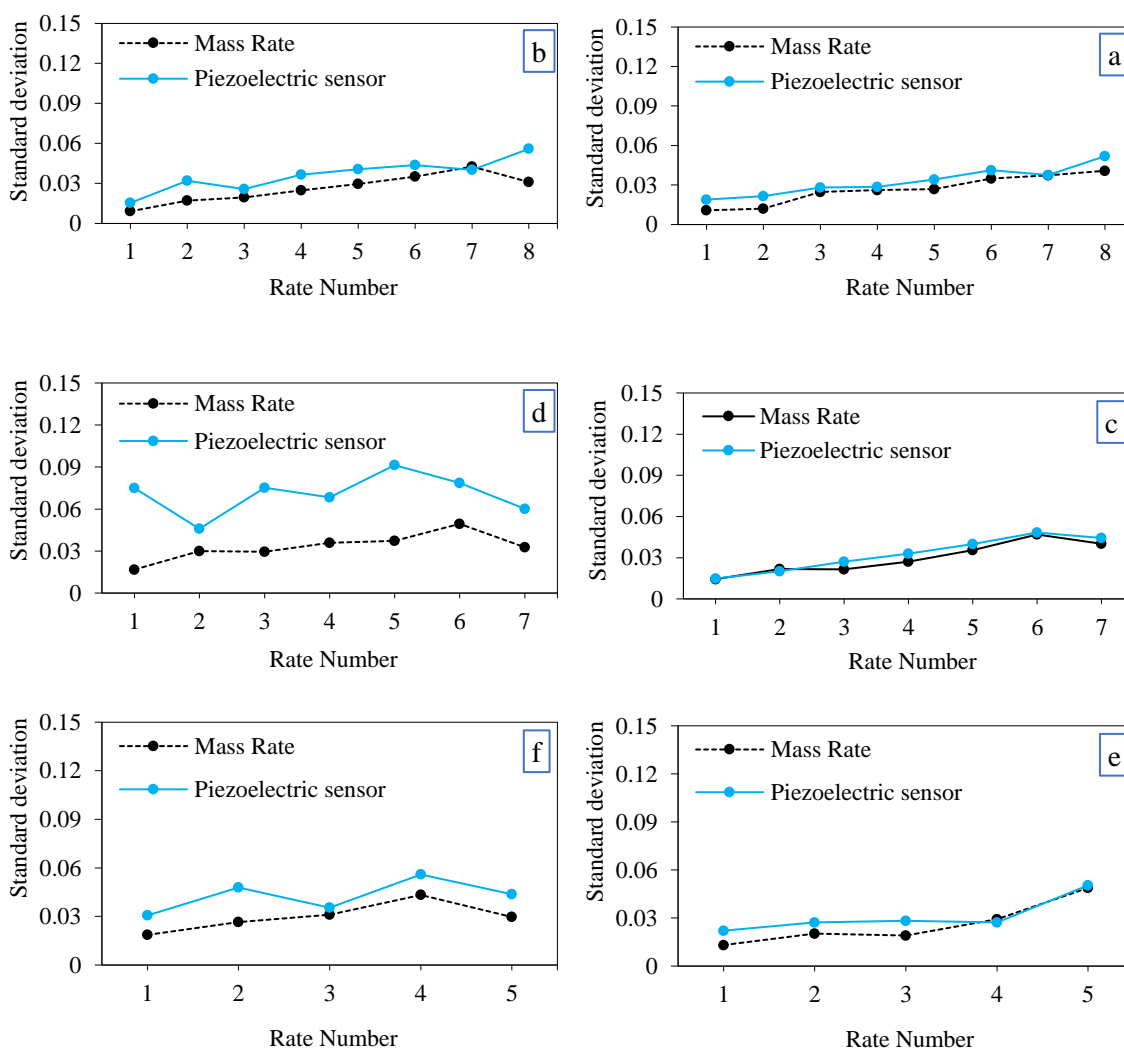 0.15
0.12
0.09
0.06
0.03
0
Standard deviation
Mass Rate
Piezoelectric sensor
b
1 2 3 4 5 6 7 8
Rate Number
0.15
0.12
0.09
0.06
0.03
0
Standard deviation
Mass Rate
Piezoelectric sensor
a
1 2 3 4 5 6 7 8
Rate Number
0.15
0.12
0.09
0.06
0.03
0
Standard deviation
Mass Rate
Piezoelectric sensor
d
1 2 3 4 5 6 7
Rate Number
0.15
0.12
0.09
0.06
0.03
0
Standard deviation
Mass Rate
Piezoelectric sensor
c
1 2 3 4 5 6 7
Rate Number
0.15
0.12
0.09
0.06
0.03
0
Standard deviation
Mass Rate
Piezoelectric sensor
f
1 2 3 4 5
Rate Number
0.15
0.12
0.09
0.06
0.03
0
Standard deviation
Mass Rate
Piezoelectric sensor
e
1 2 3 4 5
Rate Number